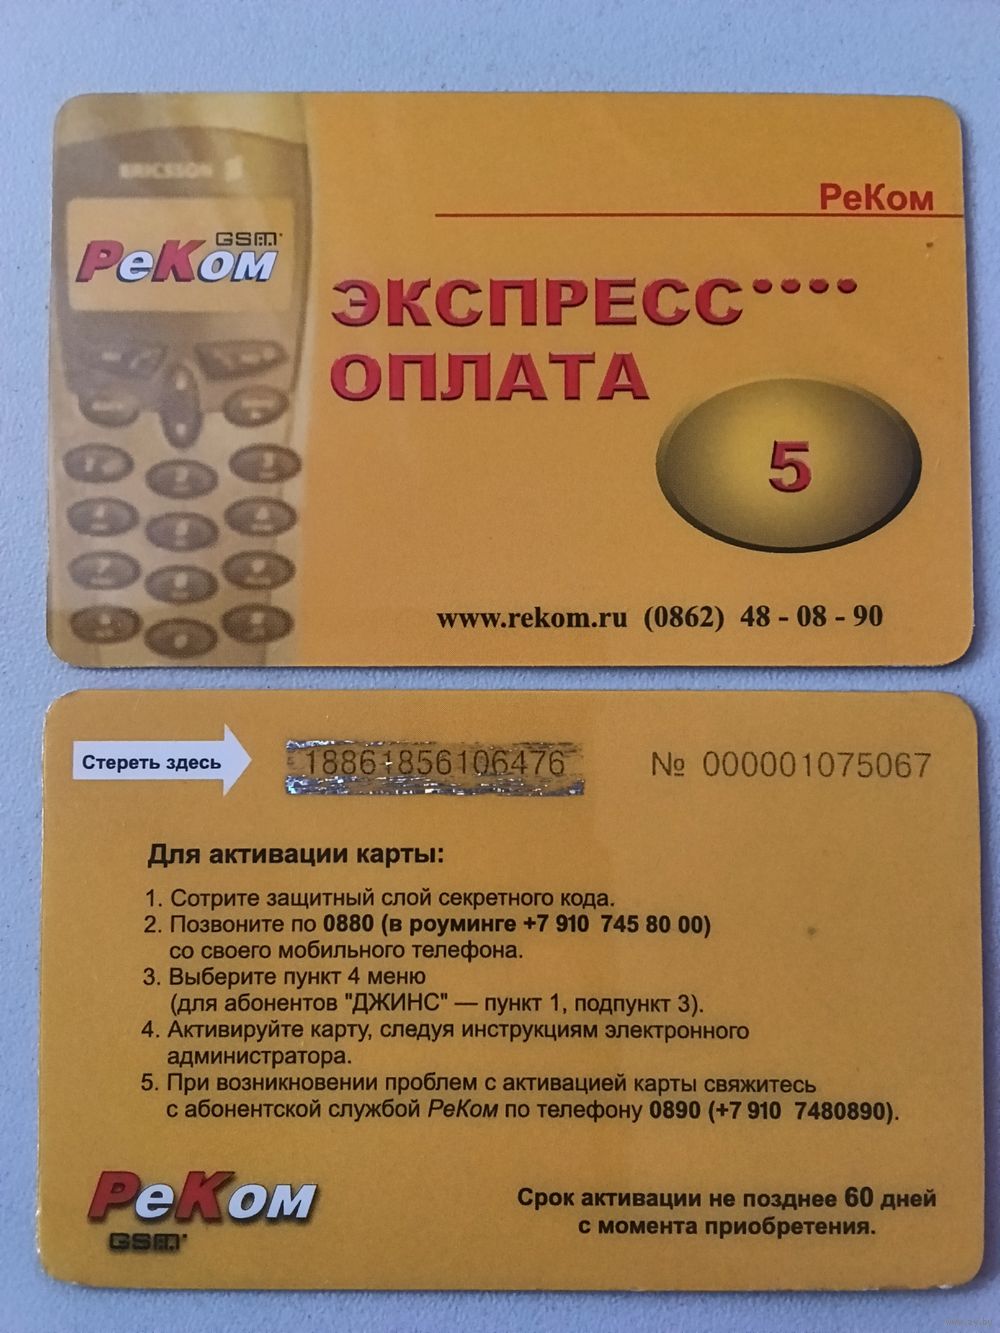 ERICSSON
РеКом
GSM
РеКом
ЭКСПРЕСС
ОПЛАТА
5
www.rekom.ru (0862) 48 - 08 - 90
Стереть здесь
18861856106476
№ 000001075067
Для активации карты:
1. Сотрите защитный слой секретного кода.
2. Позвоните по 0880 (в роуминге +7 910 745 80 00)
со своего мобильного телефона.
3. Выберите пункт 4 меню
(для абонентов "ДЖИНС" — пункт 1, подпункт 3).
4. Активируйте карту, следуя инструкциям электронного
администратора.
5. При возникновении проблем с активацией карты свяжитесь
с абонентской службой РеКом по телефону 0890 (+7 910 7480890).
РеКом
GSM
Срок активации не позднее 60 дней
с момента приобретения.